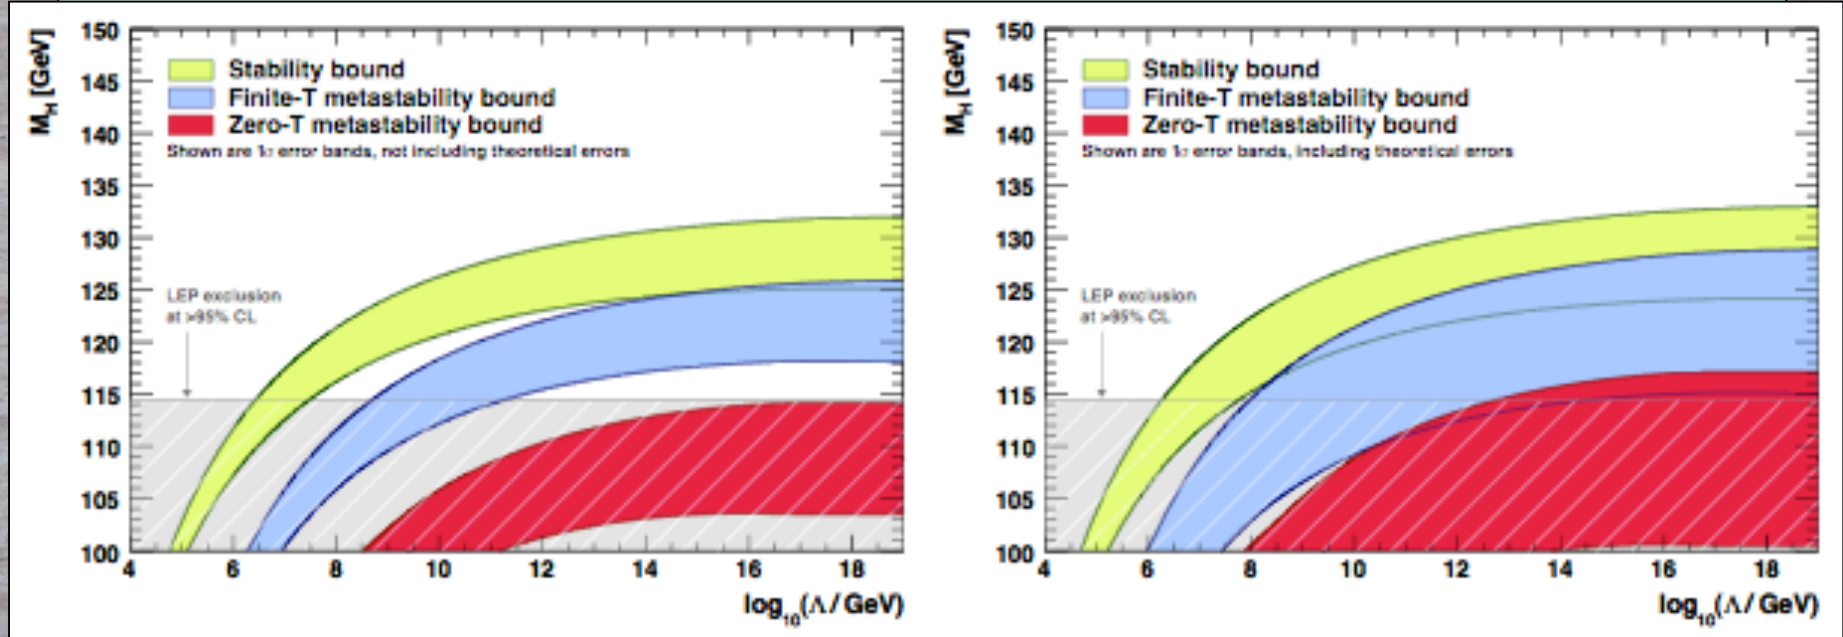 M_H [GeV]
150
145
140
135
130
125
120
115
110
105
100
Stability bound
Finite-T metastability bound
Zero-T metastability bound
Shown are 1σ error bands, not including theoretical errors
LEP exclusion
at >95% CL
4 6 8 10 12 14 16 18
log₁₀(Λ / GeV)
M_H [GeV]
150
145
140
135
130
125
120
115
110
105
100
Stability bound
Finite-T metastability bound
Zero-T metastability bound
Shown are 1σ error bands, including theoretical errors
LEP exclusion
at >95% CL
4 6 8 10 12 14 16 18
log₁₀(Λ / GeV)